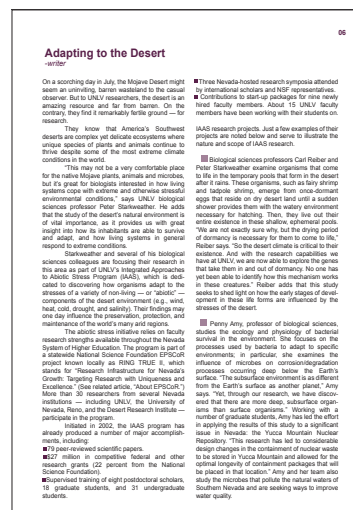 06
Adapting to the Desert
-writer
On a scorching day in July, the Mojave Desert might
seem an uninviting, barren wasteland to the casual
observer. But to UNLV researchers, the desert is an
amazing resource and far from barren. On the
contrary, they find it remarkably fertile ground — for
research.
They know that America's Southwest
deserts are complex yet delicate ecosystems where
unique species of plants and animals continue to
thrive despite some of the most extreme climate
conditions in the world.
"This may not be a very comfortable place
for the native Mojave plants, animals and microbes,
but it's great for biologists interested in how living
systems cope with extreme and otherwise stressful
environmental conditions," says UNLV biological
sciences professor Peter Starkweather. He adds
that the study of the desert's natural environment is
of vital importance, as it provides us with great
insight into how its inhabitants are able to survive
and adapt, and how living systems in general
respond to extreme conditions.
Starkweather and several of his biological
sciences colleagues are focusing their research in
this area as part of UNLV's Integrated Approaches
to Abiotic Stress Program (IAAS), which is dedi-
cated to discovering how organisms adapt to the
stresses of a variety of non-living — or "abiotic" —
components of the desert environment (e.g., wind,
heat, cold, drought, and salinity). Their findings may
one day influence the preservation, protection, and
maintenance of the world's many arid regions.
The abiotic stress initiative relies on faculty
research strengths available throughout the Nevada
System of Higher Education. The program is part of
a statewide National Science Foundation EPSCoR
project known locally as RING TRUE II, which
stands for "Research Infrastructure for Nevada's
Growth: Targeting Research with Uniqueness and
Excellence." (See related article, "About EPSCoR.")
More than 30 researchers from several Nevada
institutions — including UNLV, the University of
Nevada, Reno, and the Desert Research Institute —
participate in the program.
Initiated in 2002, the IAAS program has
already produced a number of major accomplish-
ments, including:
■79 peer-reviewed scientific papers.
■$27 million in competitive federal and other
research grants (22 percent from the National
Science Foundation).
■Supervised training of eight postdoctoral scholars,
18 graduate students, and 31 undergraduate
students.
■Three Nevada-hosted research symposia attended
by international scholars and NSF representatives.
■ Contributions to start-up packages for nine newly
hired faculty members. About 15 UNLV faculty
members have been working with their students on.
IAAS research projects. Just a few examples of their
projects are noted below and serve to illustrate the
nature and scope of IAAS research.
■ Biological sciences professors Carl Reiber and
Peter Starkweather examine organisms that come
to life in the temporary pools that form in the desert
after it rains. These organisms, such as fairy shrimp
and tadpole shrimp, emerge from once-dormant
eggs that reside on dry desert land until a sudden
shower provides them with the watery environment
necessary for hatching. Then, they live out their
entire existence in these shallow, ephemeral pools.
"We are not exactly sure why, but the drying period
of dormancy is necessary for them to come to life,"
Reiber says. "So the desert climate is critical to their
existence. And with the research capabilities we
have at UNLV, we are now able to explore the genes
that take them in and out of dormancy. No one has
yet been able to identify how this mechanism works
in these creatures." Reiber adds that this study
seeks to shed light on how the early stages of devel-
opment in these life forms are influenced by the
stresses of the desert.
■ Penny Amy, professor of biological sciences,
studies the ecology and physiology of bacterial
survival in the environment. She focuses on the
processes used by bacteria to adapt to specific
environments; in particular, she examines the
influence of microbes on corrosion/degradation
processes occurring deep below the Earth's
surface. "The subsurface environment is as different
from the Earth's surface as another planet," Amy
says. "Yet, through our research, we have discov-
ered that there are more deep, subsurface organ-
isms than surface organisms." Working with a
number of graduate students, Amy has led the effort
in applying the results of this study to a significant
issue in Nevada: the Yucca Mountain Nuclear
Repository. "This research has led to considerable
design changes in the containment of nuclear waste
to be stored in Yucca Mountain and allowed for the
optimal longevity of containment packages that will
be placed in that location." Amy and her team also
study the microbes that pollute the natural waters of
Southern Nevada and are seeking ways to improve
water quality.